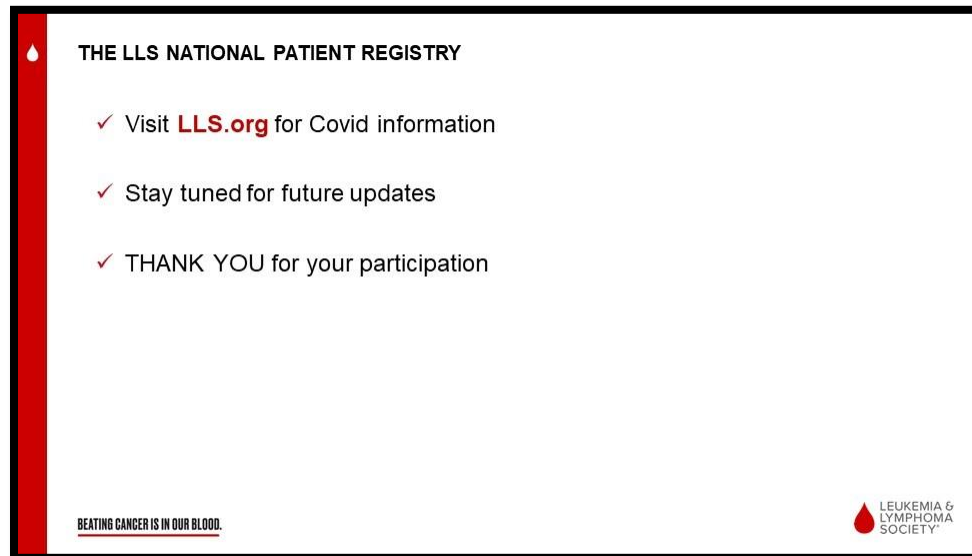 THE LLS NATIONAL PATIENT REGISTRY
✓ Visit LLS.org for Covid information
✓ Stay tuned for future updates
✓ THANK YOU for your participation
BEATING CANCER IS IN OUR BLOOD.
LEUKEMIA &
LYMPHOMA
SOCIETY®